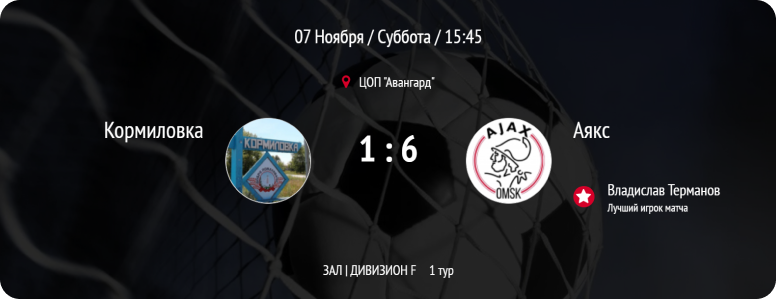 07 Ноября / Суббота / 15:45
ЦОП "Авангард"
Кормиловка
КОРМИЛОВКА
1 : 6
AJAX
OMSK
Аякс
Владислав Терманов
Лучший игрок матча
ЗАЛ | ДИВИЗИОН F 1 тур